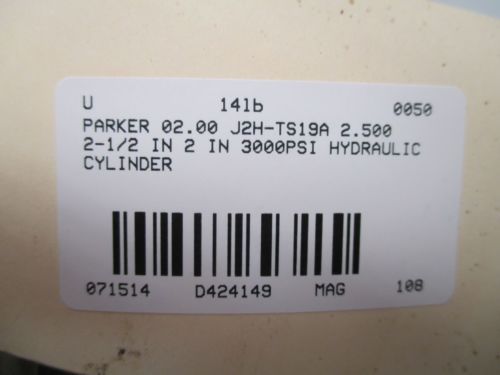 U 14lb 0050
PARKER 02.00 J2H-TS19A 2.500
2-1/2 IN 2 IN 3000PSI HYDRAULIC
CYLINDER
071514 D424149 MAG 108